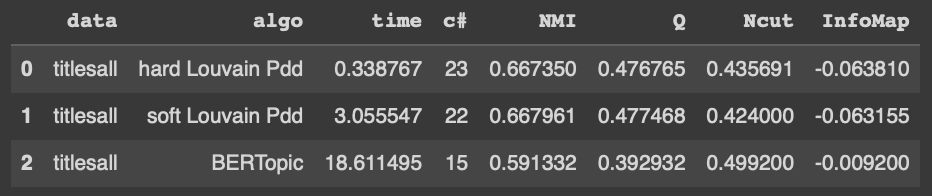 data algo time c# NMI Q Ncut InfoMap
0 titlesall hard Louvain Pdd 0.338767 23 0.667350 0.476765 0.435691 -0.063810
1 titlesall soft Louvain Pdd 3.055547 22 0.667961 0.477468 0.424000 -0.063155
2 titlesall BERTopic 18.611495 15 0.591332 0.392932 0.499200 -0.009200